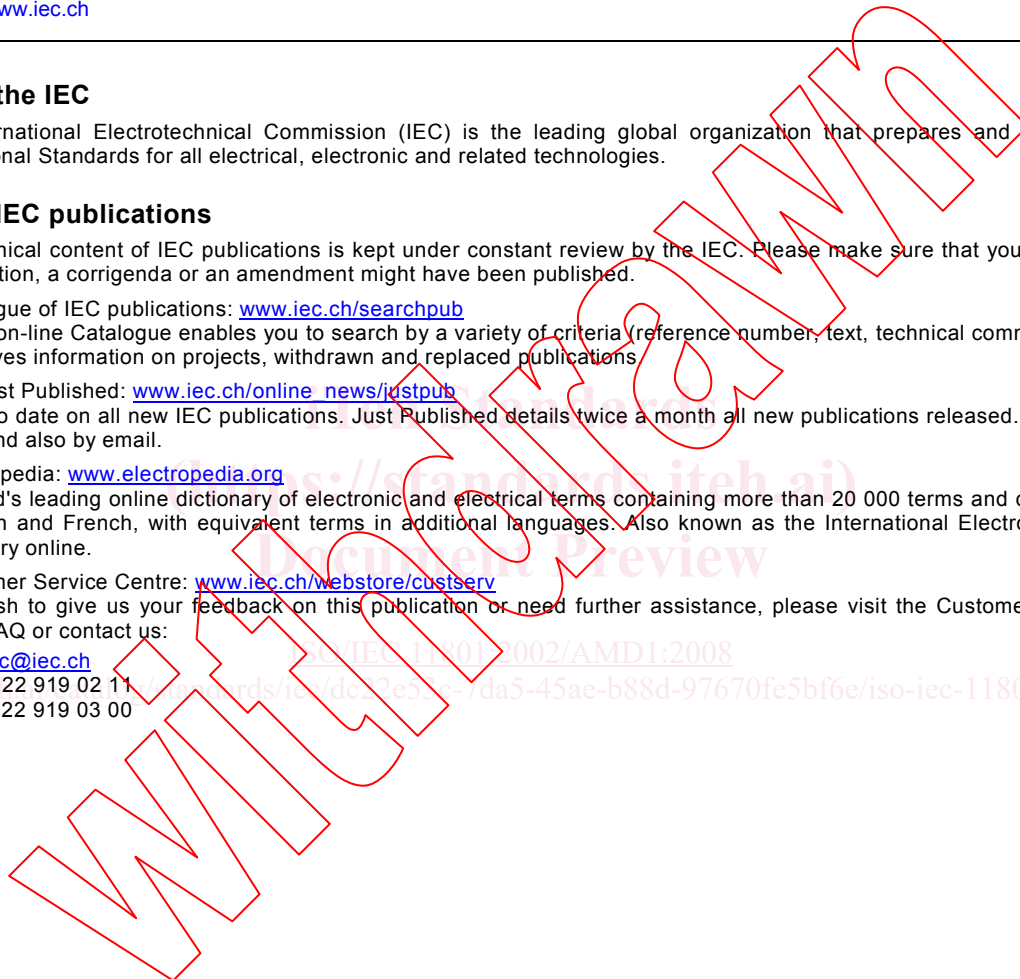 ww.iec.ch
the IEC
rnational Electrotechnical Commission (IEC) is the leading global organization that prepares and
onal Standards for all electrical, electronic and related technologies.
IEC publications
nical content of IEC publications is kept under constant review by the IEC. Please make sure that you
tion, a corrigenda or an amendment might have been published.
gue of IEC publications: www.iec.ch/searchpub
on-line Catalogue enables you to search by a variety of criteria (reference number, text, technical comm
ves information on projects, withdrawn and replaced publications.
st Published: www.iec.ch/online_news/justpub
iTeh Standards
o date on all new IEC publications. Just Published details twice a month all new publications released.
nd also by email.
pedia: www.electropedia.org
(https://standards.iteh.ai)
d's leading online dictionary of electronic and electrical terms containing more than 20 000 terms and d
h and French, with equivalent terms in additional languages. Also known as the International Electro
ry online.
Document Preview
mer Service Centre: www.iec.ch/webstore/custserv
sh to give us your feedback on this publication or need further assistance, please visit the Custome
AQ or contact us:
ISO/IEC 11801:2002/AMD1:2008
c@iec.ch
22 919 02 11
/standards/iec/dc22e53c-7da5-45ae-b88d-97670fe5bf6e/iso-iec-1180
22 919 03 00
withdrawn